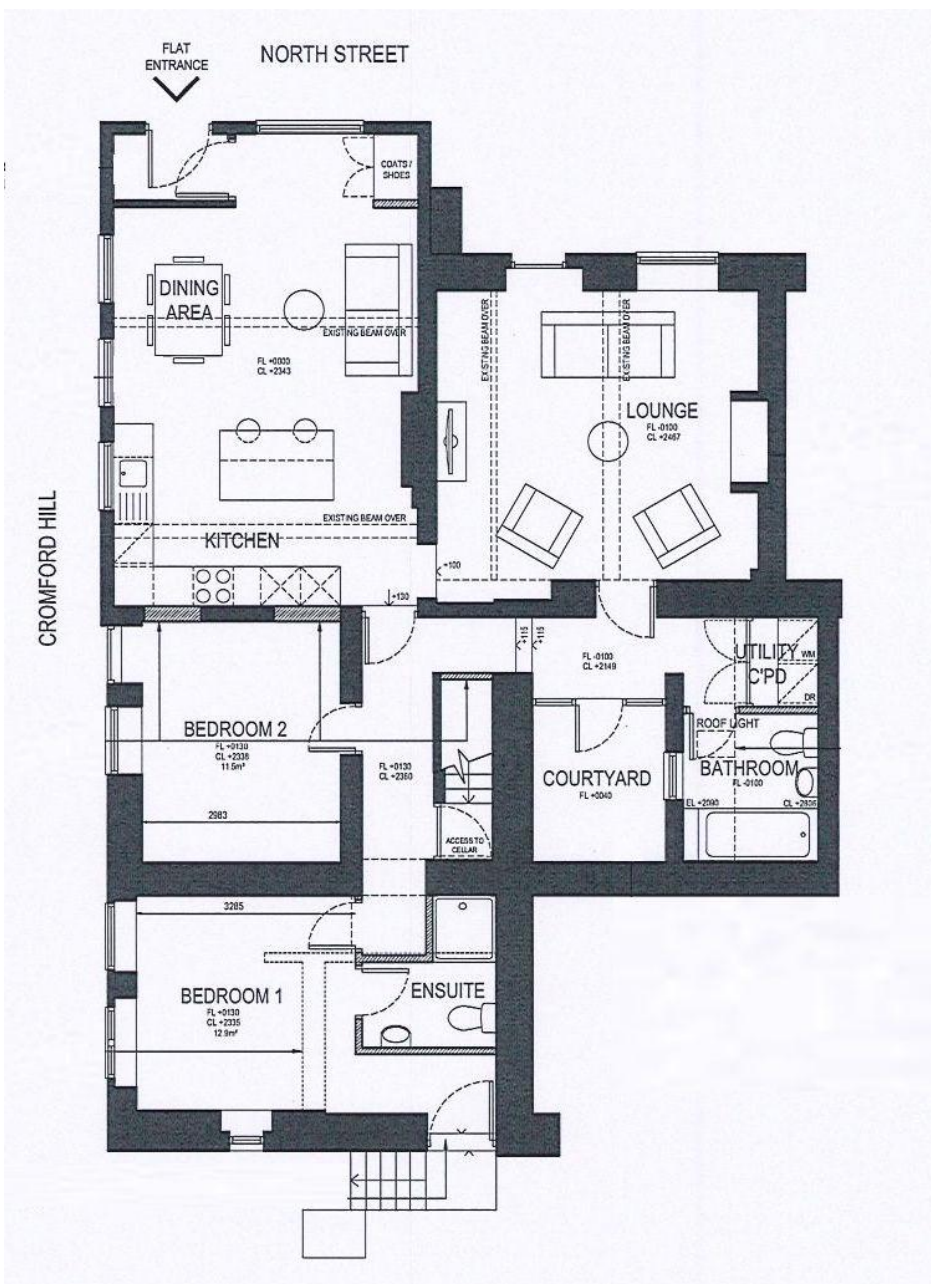 FLAT
ENTRANCE
NORTH STREET
COATS /
SHOES
DINING
AREA
EXISTING BEAM OVER
FL +0000
CL +2343
EXISTING BEAM OVER
EXISTING BEAM OVER
LOUNGE
FL -0100
CL +2467
CROMFORD HILL
EXISTING BEAM OVER
KITCHEN
+100
+130
+115
+115
FL -0100
CL +2149
UTILITY
C'PD
WM
DR
ROOF LIGHT
BEDROOM 2
FL +0130
CL +2338
11.5m²
2983
FL +0130
CL +2360
COURTYARD
FL +0040
BATHROOM
FL -0100
EL +2090
ACCESS TO
CELLAR
3285
BEDROOM 1
FL +0130
CL +2335
12.9m²
ENSUITE